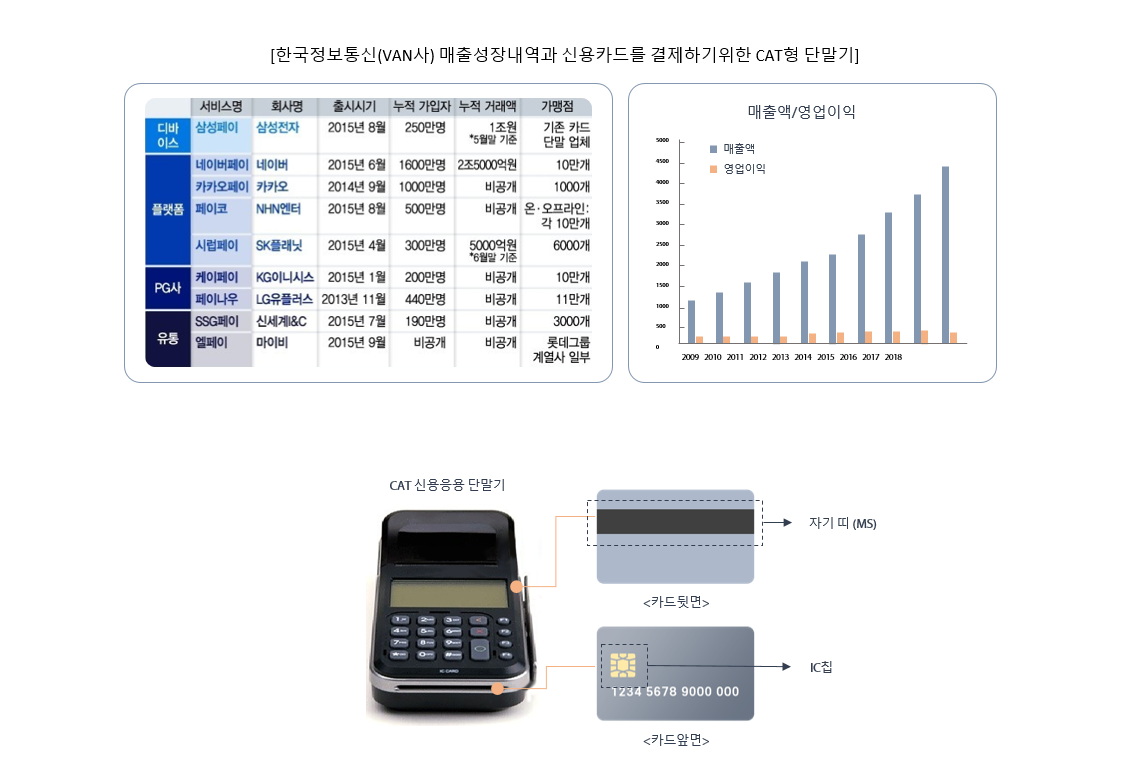 [한국정보통신(VAN사) 매출성장내역과 신용카드를 결제하기위한 CAT형 단말기]
서비스명 회사명 출시시기 누적 가입자 누적 거래액 가맹점
디바이스 삼성페이 삼성전자 2015년 8월 250만명 1조원 *5월말 기준 기존 카드 단말 업체
플랫폼 네이버페이 네이버 2015년 6월 1600만명 2조5000억원 10만개
카카오페이 카카오 2014년 9월 1000만명 비공개 1000개
페이코 NHN엔터 2015년 8월 500만명 비공개 온·오프라인: 각 10만개
시럽페이 SK플래닛 2015년 4월 300만명 5000억원 *6월말 기준 6000개
PG사 케이페이 KG이니시스 2015년 1월 200만명 비공개 10만개
페이나우 LG유플러스 2013년 11월 440만명 비공개 11만개
유통 SSG페이 신세계I&C 2015년 7월 190만명 비공개 3000개
엘페이 마이비 2015년 9월 비공개 비공개 롯데그룹 계열사 일부
매출액/영업이익
매출액
영업이익
5000
4500
4000
3500
3000
2500
2000
1500
1000
500
0
2009 2010 2011 2012 2013 2014 2015 2016 2017 2018
CAT 신용응용 단말기
자기 띠 (MS)
<카드뒷면>
IC칩
1234 5678 9000 000
<카드앞면>
1 2 3
4 5 6
7 8 9
* 0 #
IC CARD